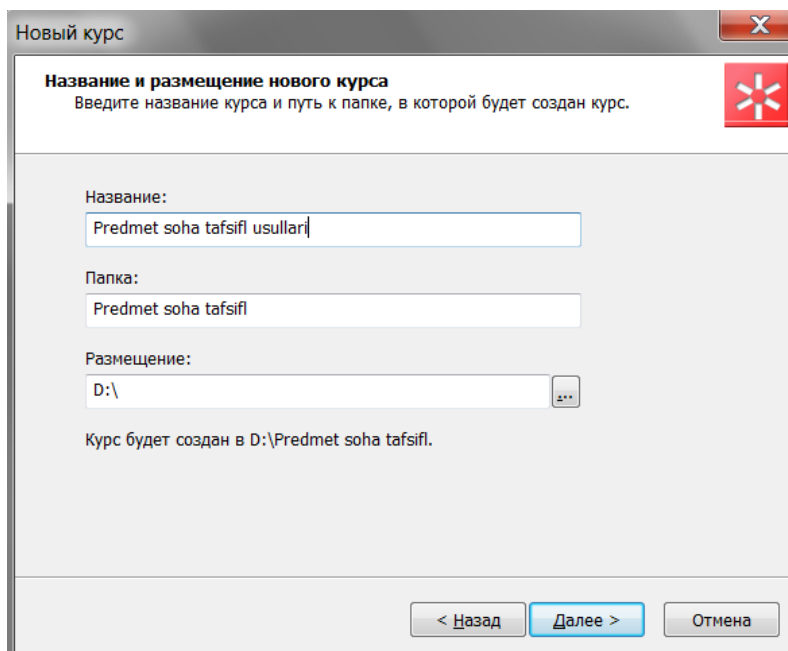 Новый курс
X
Название и размещение нового курса
Введите название курса и путь к папке, в которой будет создан курс.
Название:
Predmet soha tafsifl usullari
Папка:
Predmet soha tafsifl
Размещение:
D:\
...
Курс будет создан в D:\Predmet soha tafsifl.
< Назад
Далее >
Отмена